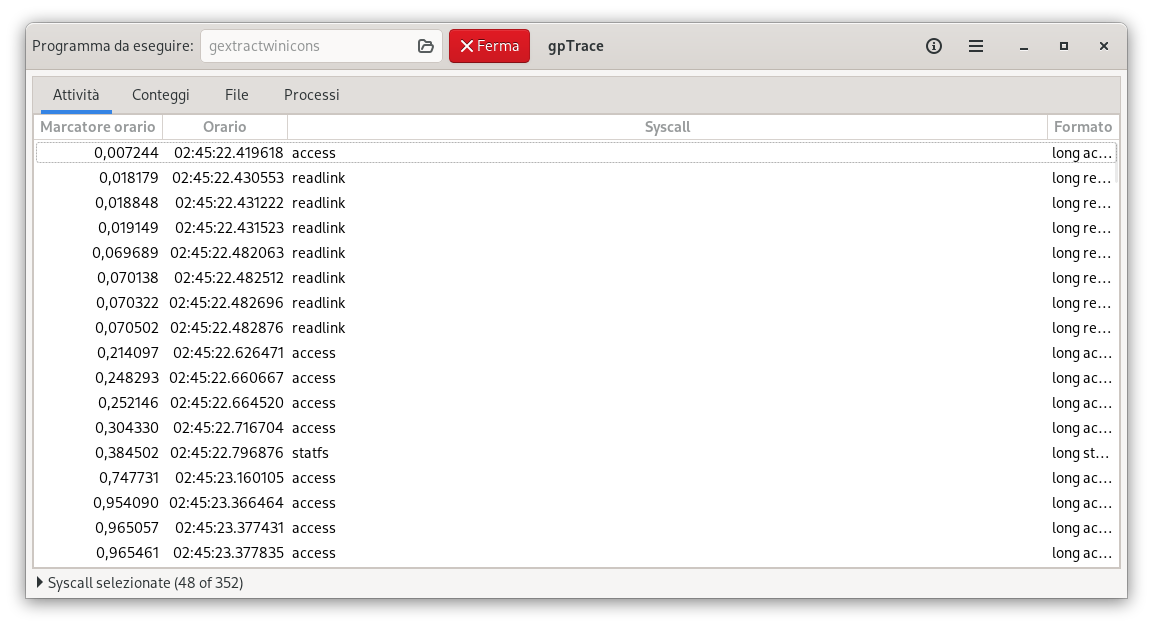 Programma da eseguire: gextractwinicons Ferma gpTrace
Attività Conteggi File Processi
Marcatore orario Orario Syscall Formato
0,007244 02:45:22.419618 access long ac…
0,018179 02:45:22.430553 readlink long re…
0,018848 02:45:22.431222 readlink long re…
0,019149 02:45:22.431523 readlink long re…
0,069689 02:45:22.482063 readlink long re…
0,070138 02:45:22.482512 readlink long re…
0,070322 02:45:22.482696 readlink long re…
0,070502 02:45:22.482876 readlink long re…
0,214097 02:45:22.626471 access long ac…
0,248293 02:45:22.660667 access long ac…
0,252146 02:45:22.664520 access long ac…
0,304330 02:45:22.716704 access long ac…
0,384502 02:45:22.796876 statfs long st…
0,747731 02:45:23.160105 access long ac…
0,954090 02:45:23.366464 access long ac…
0,965057 02:45:23.377431 access long ac…
0,965461 02:45:23.377835 access long ac…
Syscall selezionate (48 of 352)